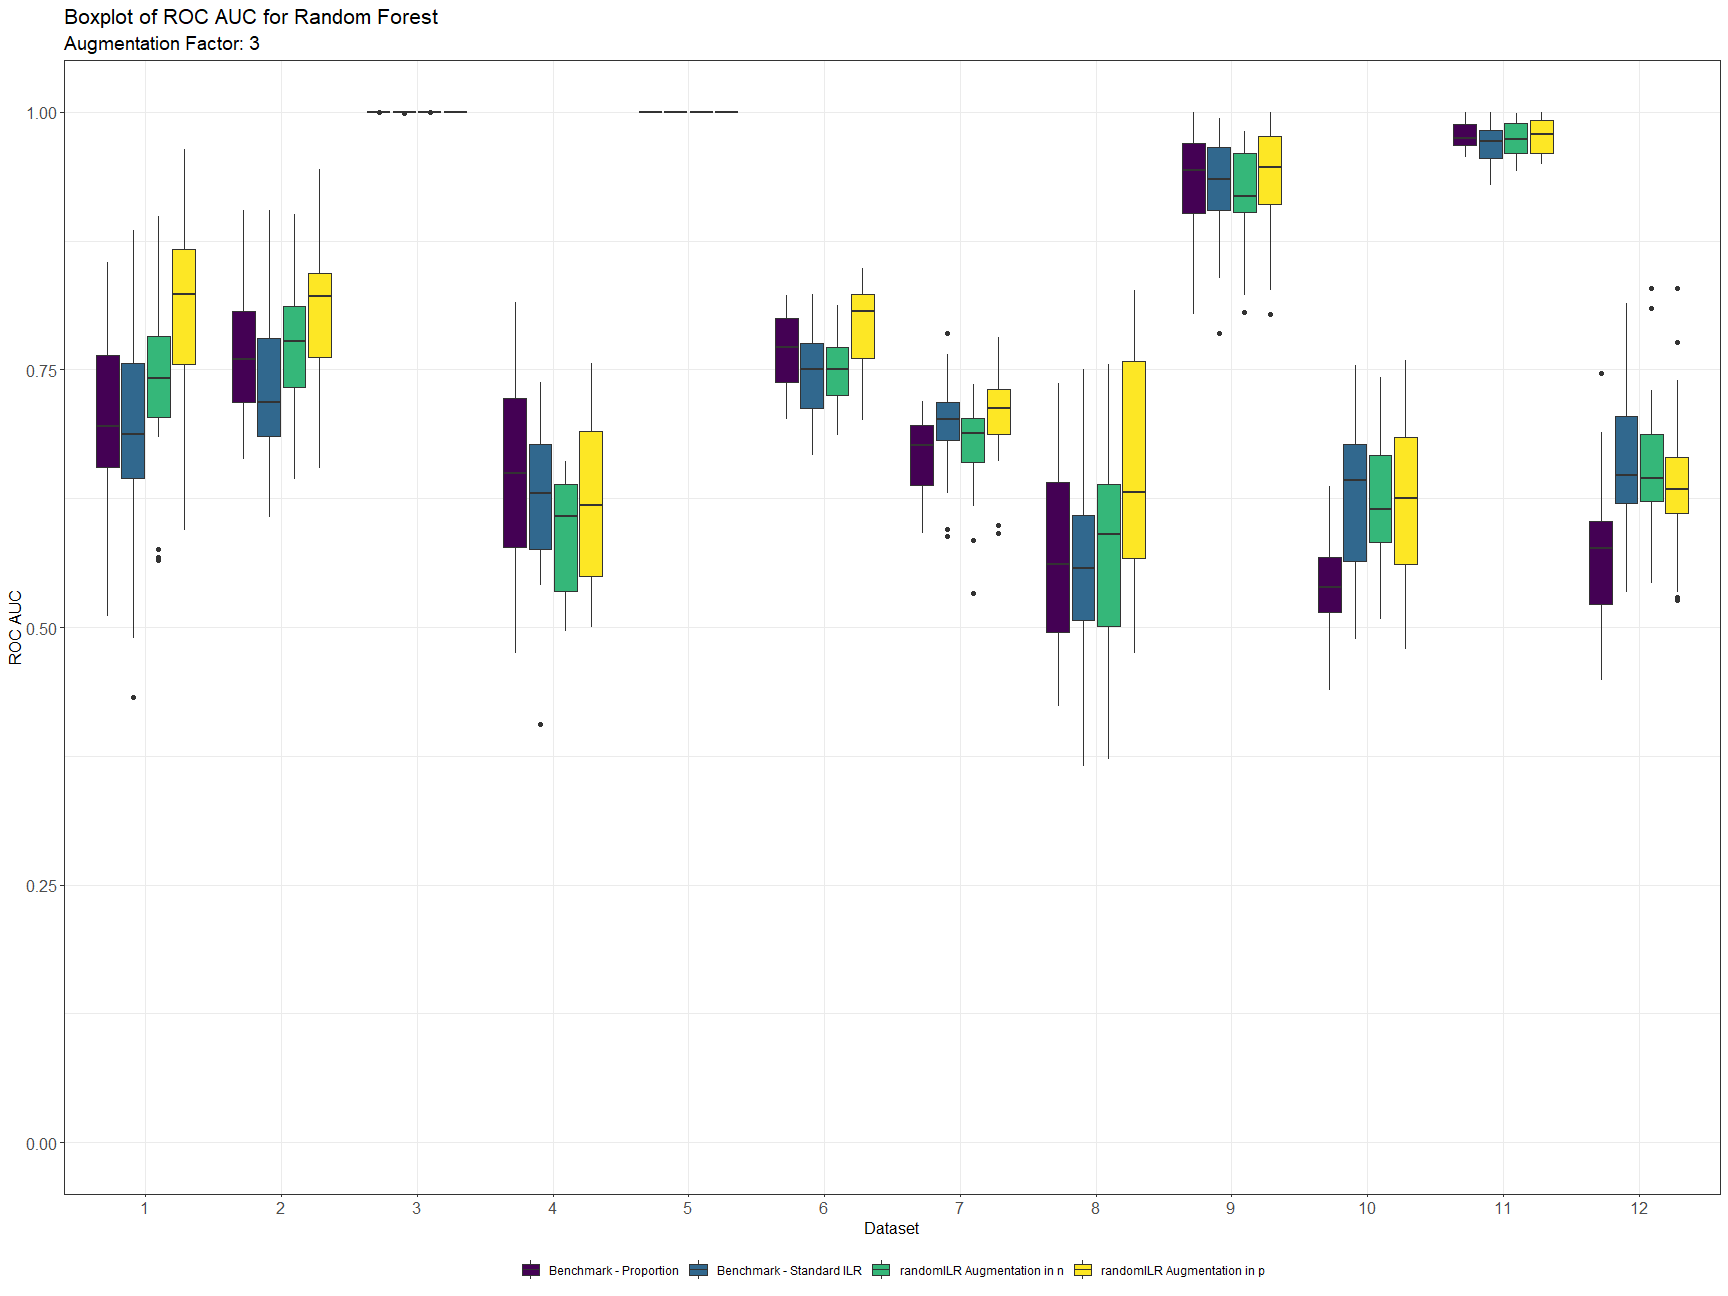 Boxplot of ROC AUC for Random Forest
Augmentation Factor: 3
ROC AUC
1.00
0.75
0.50
0.25
0.00
1 2 3 4 5 6 7 8 9 10 11 12
Dataset
Benchmark - Proportion Benchmark - Standard ILR randomILR Augmentation in n randomILR Augmentation in p